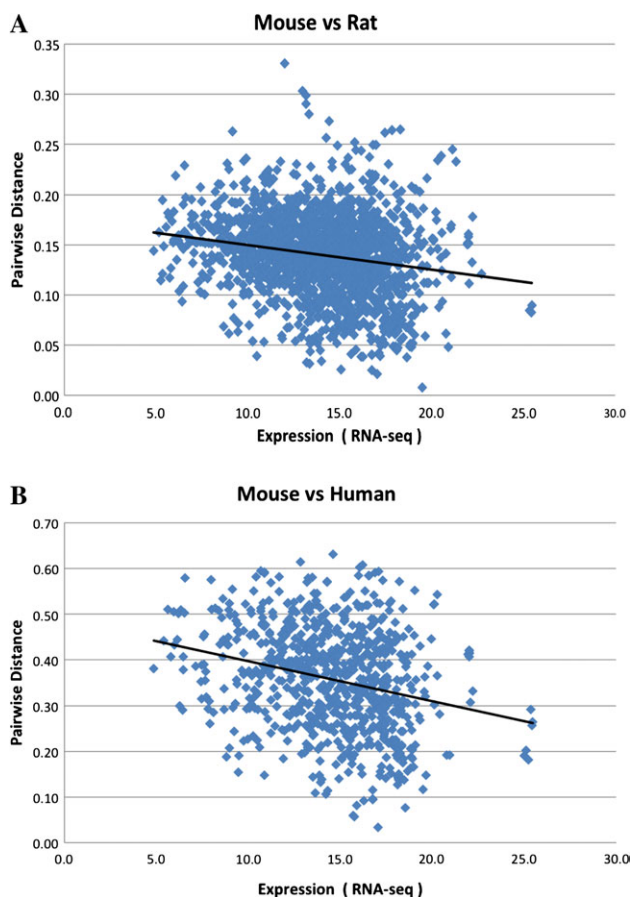 A
Mouse vs Rat
0.35
0.30
0.25
0.20
0.15
0.10
0.05
0.00
Pairwise Distance
0.0 5.0 10.0 15.0 20.0 25.0 30.0
Expression ( RNA-seq )
B
Mouse vs Human
0.70
0.60
0.50
0.40
0.30
0.20
0.10
0.00
Pairwise Distance
0.0 5.0 10.0 15.0 20.0 25.0 30.0
Expression ( RNA-seq )